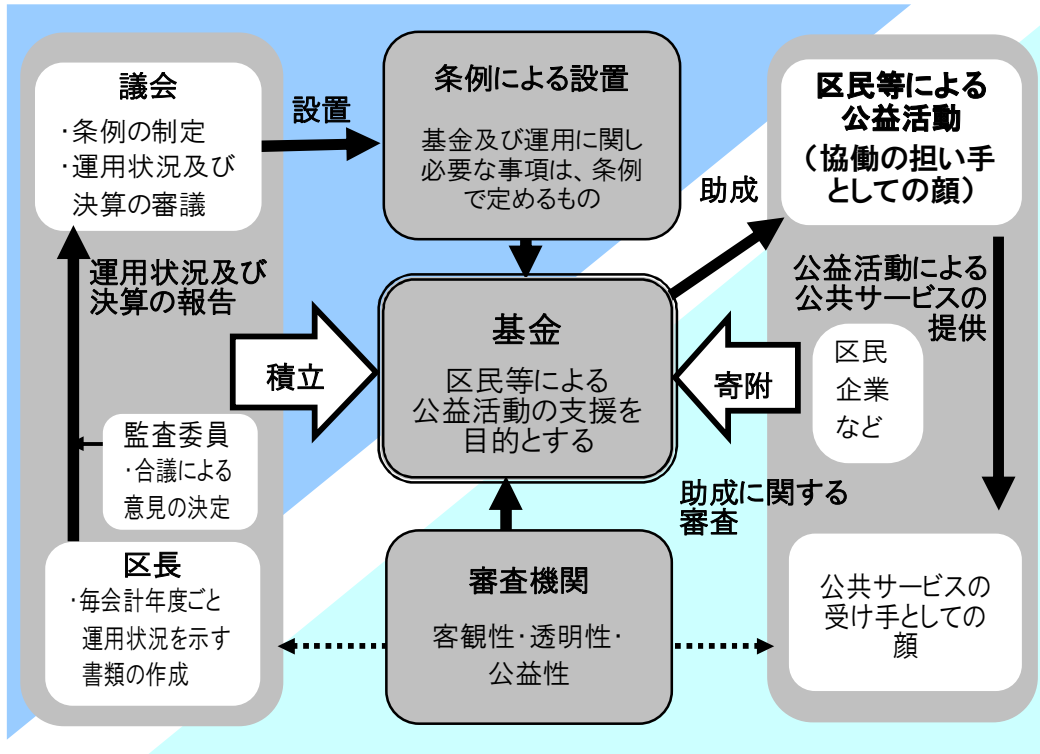 議会
・条例の制定
・運用状況及び
決算の審議
設置
条例による設置
基金及び運用に関し
必要な事項は、条例
で定めるもの
区民等による
公益活動
(協働の担い手
としての顔)
助成
運用状況及び
決算の報告
積立
基金
区民等による
公益活動の支援を
目的とする
寄附
公益活動による
公共サービスの
提供
区民
企業
など
監査委員
・合議による
意見の決定
助成に関する
審査
区長
・毎会計年度ごと
運用状況を示す
書類の作成
審査機関
客観性・透明性・
公益性
公共サービスの
受け手としての
顔